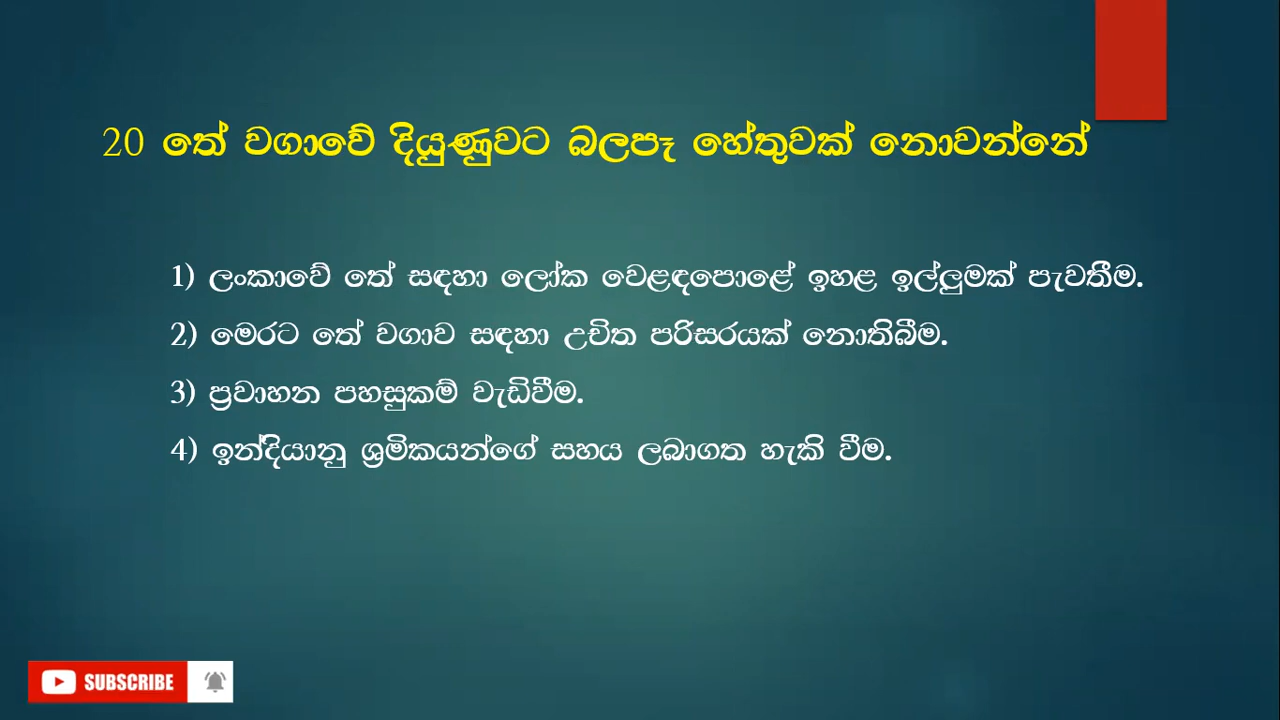 20 තේ වගාවේ දියුණුවට බලපෑ හේතුවක් නොවන්නේ
1) ලංකාවේ තේ සඳහා ලෝක වෙළඳපොළේ ඉහළ ඉල්ලුමක් පැවතීම.
2) මෙරට තේ වගාව සඳහා උචිත පරිසරයක් නොතිබීම.
3) ප්‍රවාහන පහසුකම් වැඩිවීම.
4) ඉන්දියානු ශ්‍රමිකයන්ගේ සහය ලබාගත හැකි වීම.
SUBSCRIBE